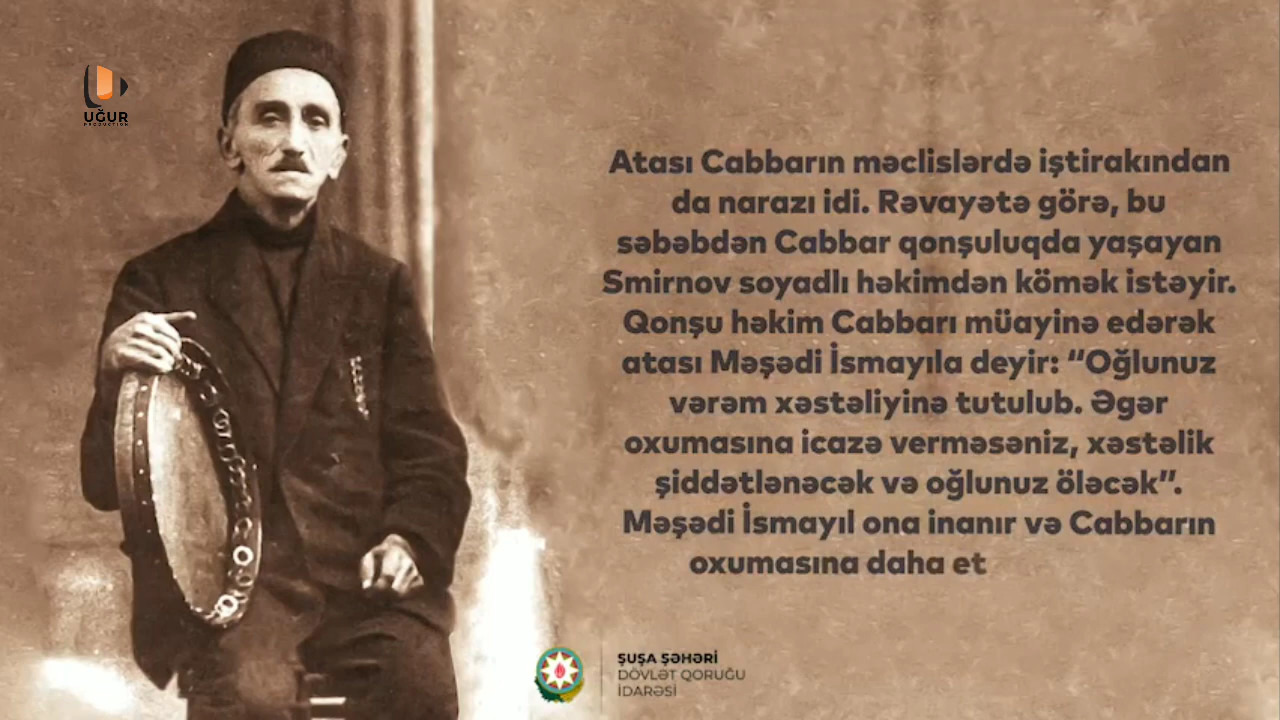 UĞUR
PRODUCTION
Atası Cabbarın məclislərdə iştirakından
da narazı idi. Rəvayətə görə, bu
səbəbdən Cabbar qonşuluqda yaşayan
Smirnov soyadlı həkimdən kömək istəyir.
Qonşu həkim Cabbarı müayinə edərək
atası Məşədi İsmayıla deyir: “Oğlunuz
vərəm xəstəliyinə tutulub. Əgər
oxumasına icazə verməsəniz, xəstəlik
şiddətlənəcək və oğlunuz öləcək”.
Məşədi İsmayıl ona inanır və Cabbarın
oxumasına daha et
ŞUŞA ŞƏHƏRİ
DÖVLƏT QORUĞU
İDARƏSİ